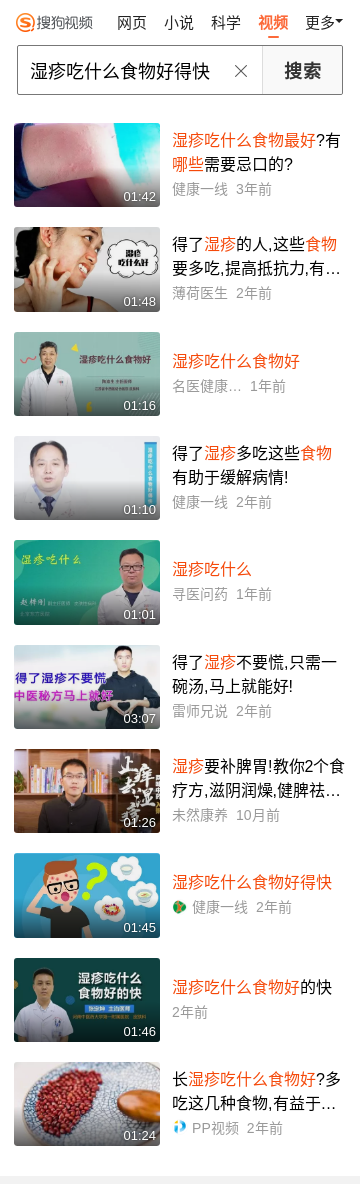 搜狗视频 网页 小说 科学 视频 更多
湿疹吃什么食物好得快 搜索
01:42
湿疹吃什么食物最好?有
哪些需要忌口的?
健康一线 3年前
湿疹
吃什么好
01:48
得了湿疹的人,这些食物
要多吃,提高抵抗力,有…
薄荷医生 2年前
湿疹吃什么食物好
01:16
湿疹吃什么食物好
名医健康… 1年前
01:10
得了湿疹多吃这些食物
有助于缓解病情!
健康一线 2年前
湿疹吃什么
01:01
湿疹吃什么
寻医问药 1年前
得了湿疹不要慌
中医秘方马上就好
03:07
得了湿疹不要慌,只需一
碗汤,马上就能好!
雷师兄说 2年前
止痒
去湿疹
01:26
湿疹要补脾胃!教你2个食
疗方,滋阴润燥,健脾祛…
未然康养 10月前
01:45
湿疹吃什么食物好得快
健康一线 2年前
湿疹吃什么
食物好的快
01:46
湿疹吃什么食物好的快
2年前
01:24
长湿疹吃什么食物好?多
吃这几种食物,有益于…
PP视频 2年前